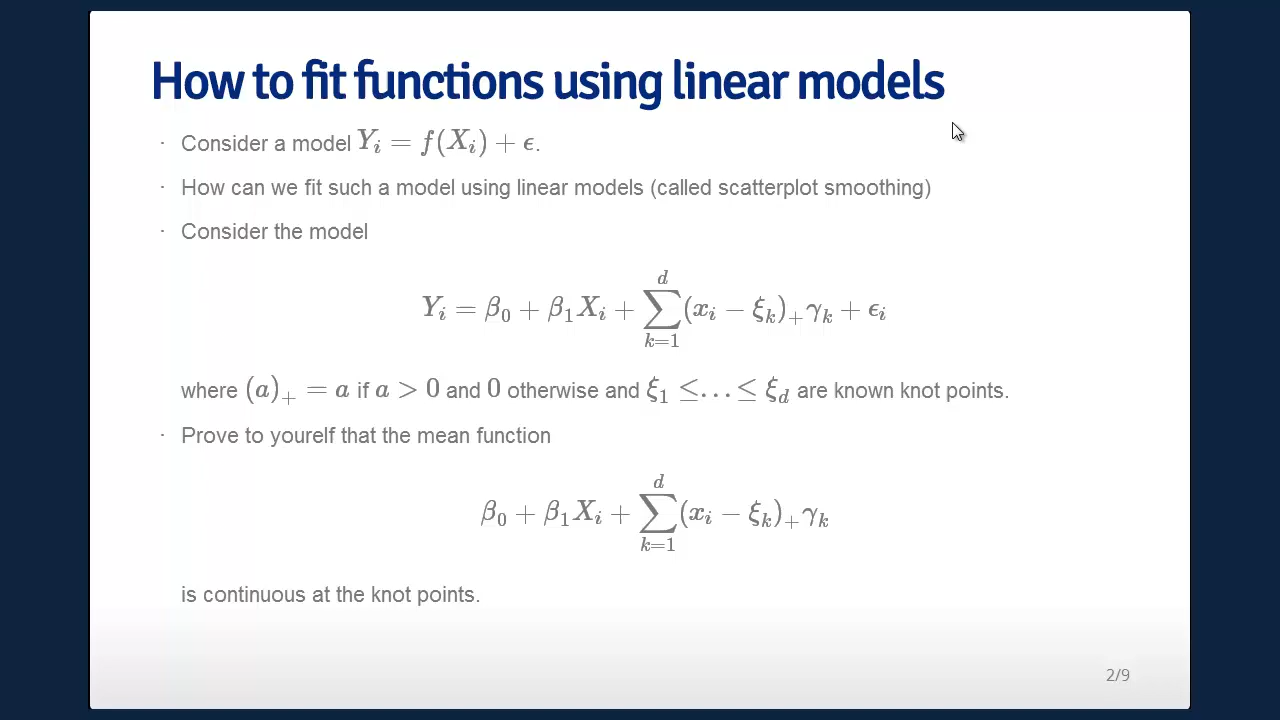 How to fit functions using linear models
· Consider a model Y_i = f(X_i) + ϵ.
· How can we fit such a model using linear models (called scatterplot smoothing)
· Consider the model
Y_i = β_0 + β_1 X_i + ∑_{k=1}^{d} (x_i − ξ_k)_+ γ_k + ϵ_i
where (a)_+ = a if a > 0 and 0 otherwise and ξ_1 ≤ … ≤ ξ_d are known knot points.
· Prove to yourelf that the mean function
β_0 + β_1 X_i + ∑_{k=1}^{d} (x_i − ξ_k)_+ γ_k
is continuous at the knot points.
2/9